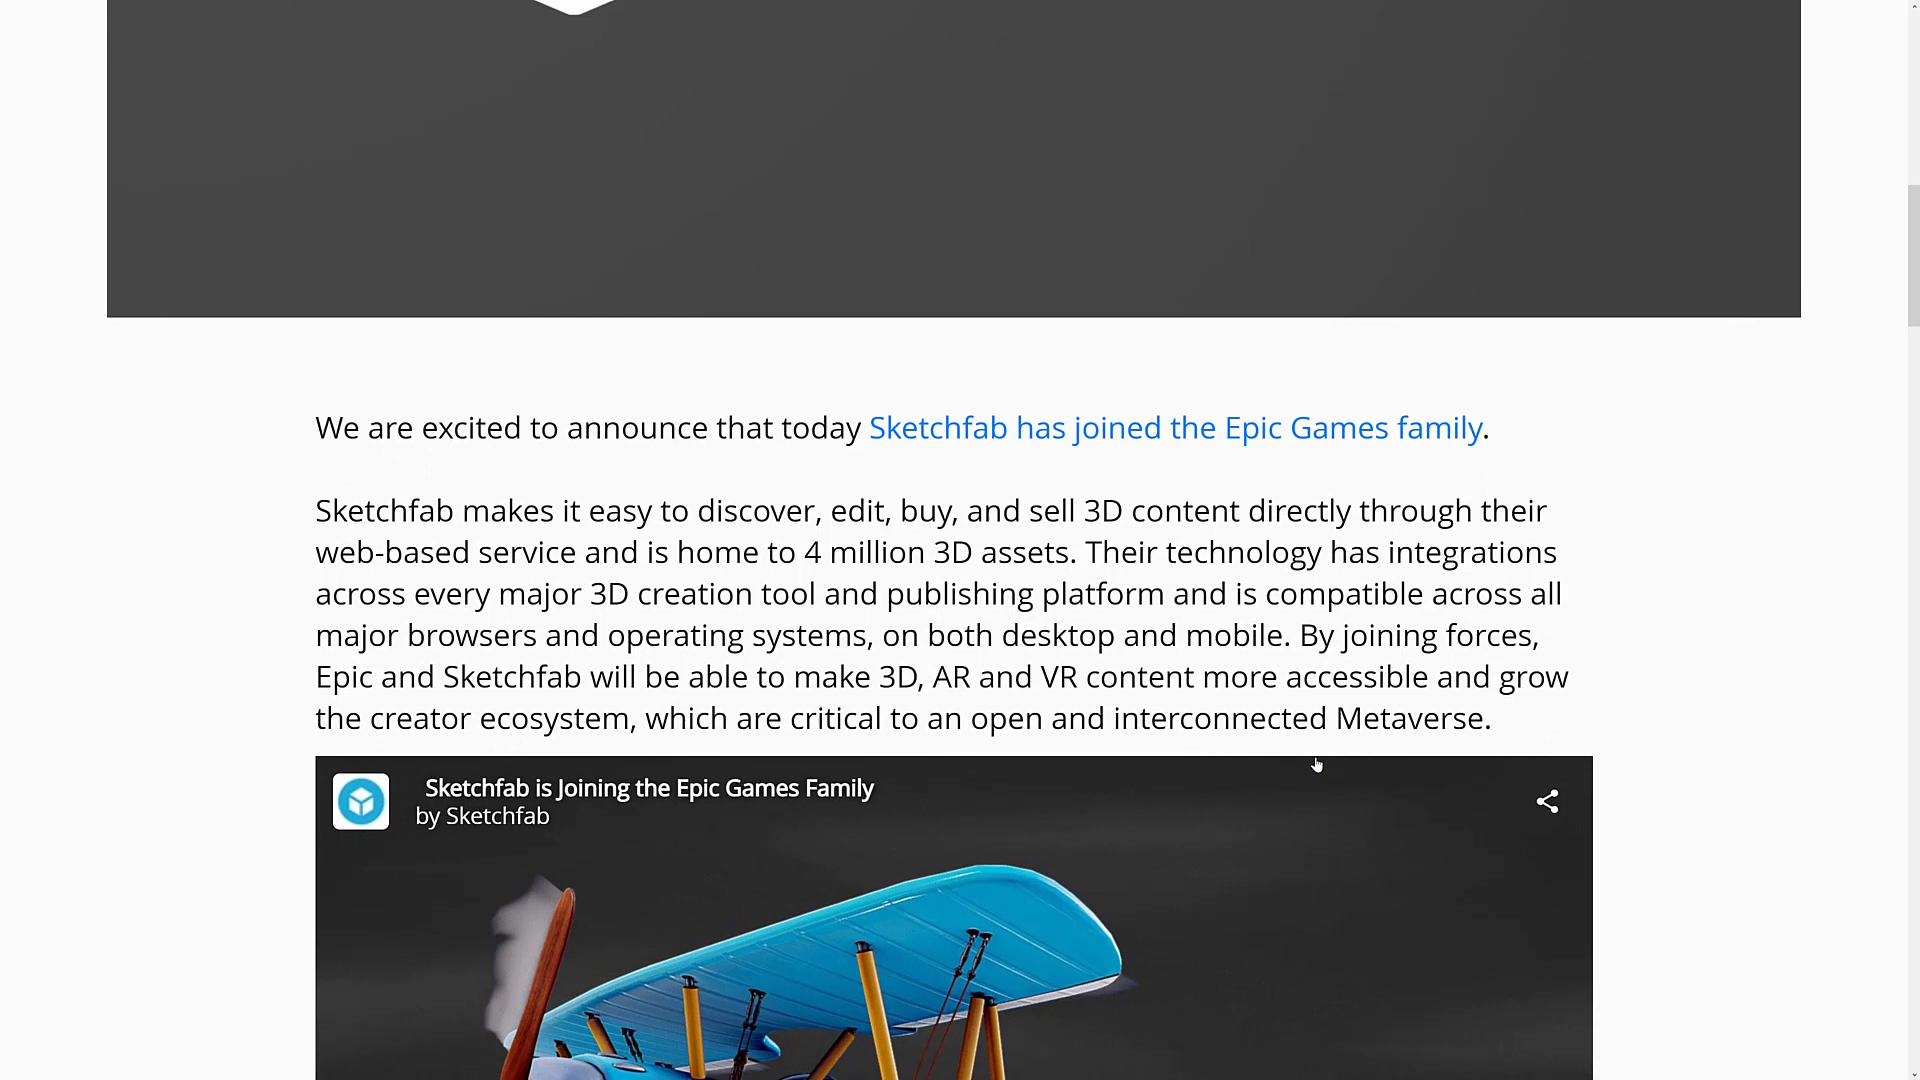 We are excited to announce that today Sketchfab has joined the Epic Games family.
Sketchfab makes it easy to discover, edit, buy, and sell 3D content directly through their
web-based service and is home to 4 million 3D assets. Their technology has integrations
across every major 3D creation tool and publishing platform and is compatible across all
major browsers and operating systems, on both desktop and mobile. By joining forces,
Epic and Sketchfab will be able to make 3D, AR and VR content more accessible and grow
the creator ecosystem, which are critical to an open and interconnected Metaverse.
Sketchfab is Joining the Epic Games Family
by Sketchfab